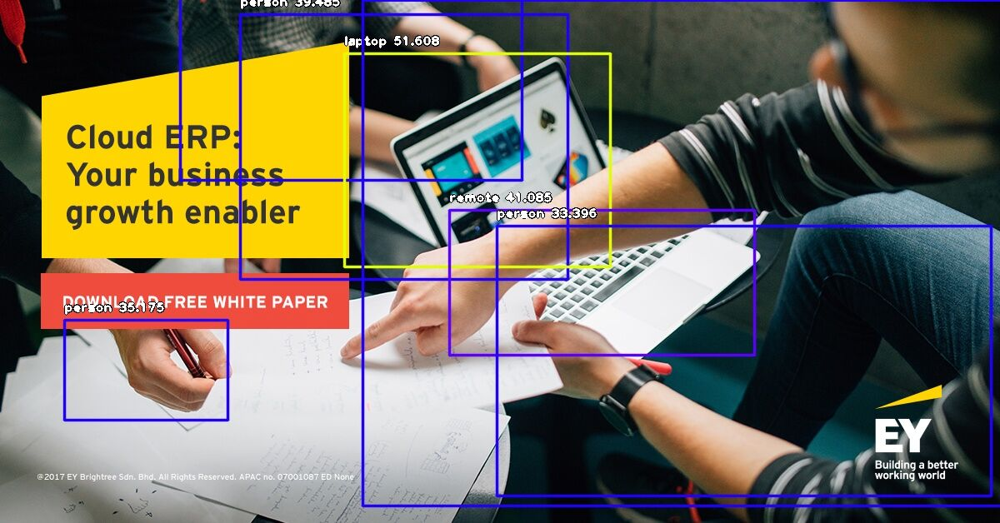 person 39.485
laptop 51.608
Cloud ERP:
Your business
growth enabler
remote 41.085
person 33.396
DOWNLOAD FREE WHITE PAPER
person 35.175
EY
Building a better
working world
@2017 EY Brightree Sdn. Bhd. All Rights Reserved. APAC no. 07001087 ED None